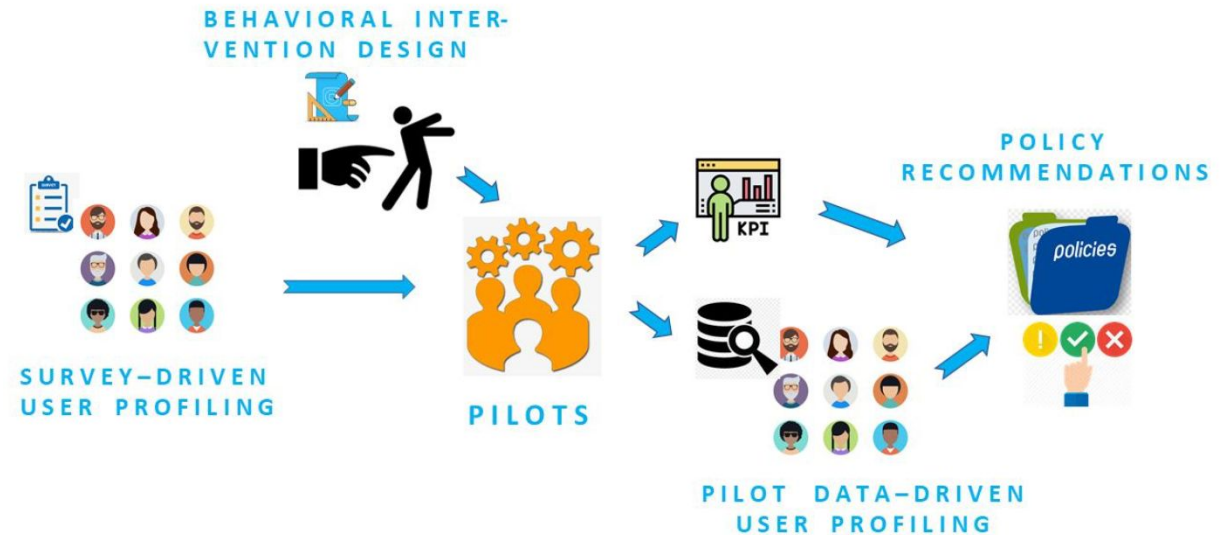 BEHAVIORAL INTER-
VENTION DESIGN
SURVEY
SURVEY–DRIVEN
USER PROFILING
PILOTS
KPI
PILOT DATA–DRIVEN
USER PROFILING
POLICY
RECOMMENDATIONS
policies